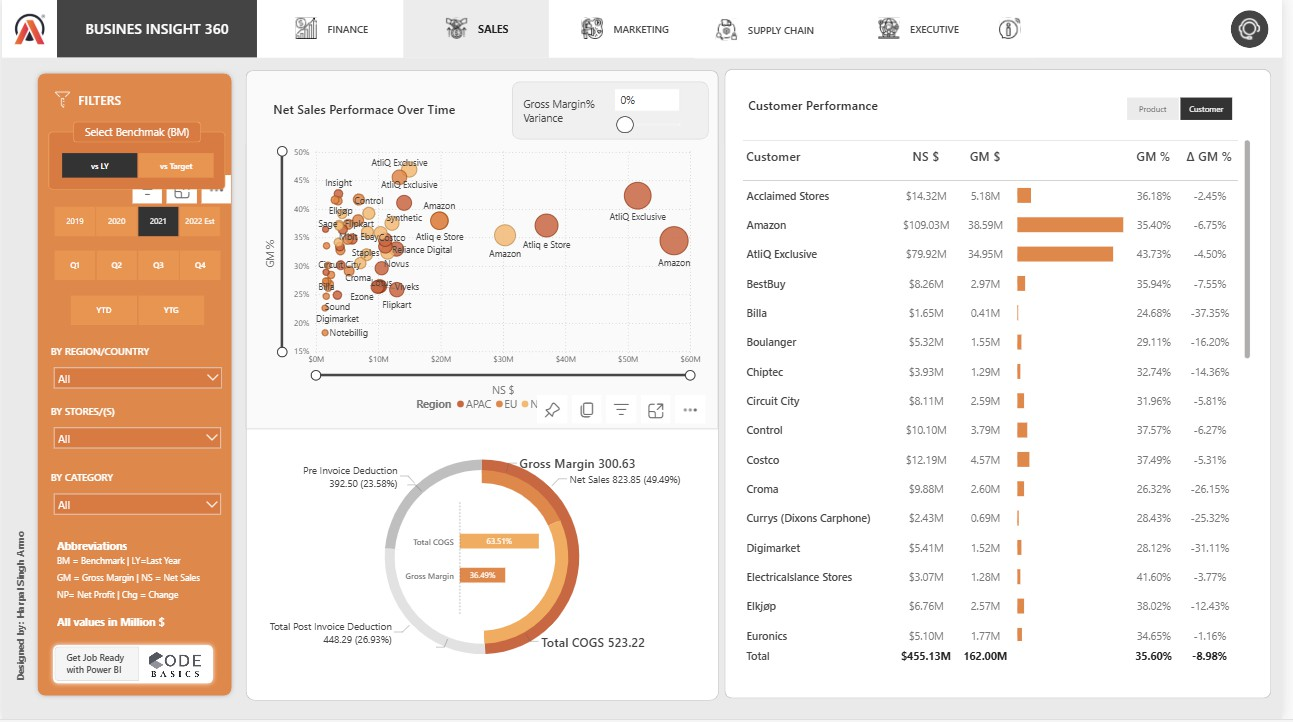 BUSINES INSIGHT 360
FINANCE
SALES
MARKETING
SUPPLY CHAIN
EXECUTIVE
FILTERS
Select Benchmak (BM)
vs LY
vs Target
2019
2020
2021
2022 Est
Q1
Q2
Q3
Q4
YTD
YTG
BY REGION/COUNTRY
All
BY STORES/(S)
All
BY CATEGORY
All
Abbreviations
BM = Benchmark | LY=Last Year
GM = Gross Margin | NS = Net Sales
NP= Net Profit | Chg = Change
All values in Million $
Get Job Ready
with Power BI
CODE
BASICS
Designed by: Harpal Singh Anno
Net Sales Performace Over Time
Gross Margin%
Variance
0%
GM %
50%
45%
40%
35%
30%
25%
20%
15%
AtliQ Exclusive
AtliQ Exclusive
Insight
Control
Elkjøp
Amazon
Synthetic
Sage
Flipkart
AtliQ Exclusive
Ebay
Costco
Atliq e Store
Reliance Digital
Atliq e Store
Staples
Amazon
Amazon
Circuit City
Novus
Croma
Billa
Lotus
Viveks
Ezone
Sound
Flipkart
Digimarket
Notebillig
$0M
$10M
$20M
$30M
$40M
$50M
$60M
NS $
Region
APAC
EU
N
Pre Invoice Deduction
392.50 (23.58%)
Gross Margin 300.63
Net Sales 823.85 (49.49%)
Total COGS
63.51%
Gross Margin
36.49%
Total Post Invoice Deduction
448.29 (26.93%)
Total COGS 523.22
Customer Performance
Product
Customer
Customer NS $ GM $ GM % Δ GM %
Acclaimed Stores $14.32M 5.18M 36.18% -2.45%
Amazon $109.03M 38.59M 35.40% -6.75%
AtliQ Exclusive $79.92M 34.95M 43.73% -4.50%
BestBuy $8.26M 2.97M 35.94% -7.55%
Billa $1.65M 0.41M 24.68% -37.35%
Boulanger $5.32M 1.55M 29.11% -16.20%
Chiptec $3.93M 1.29M 32.74% -14.36%
Circuit City $8.11M 2.59M 31.96% -5.81%
Control $10.10M 3.79M 37.57% -6.27%
Costco $12.19M 4.57M 37.49% -5.31%
Croma $9.88M 2.60M 26.32% -26.15%
Currys (Dixons Carphone) $2.43M 0.69M 28.43% -25.32%
Digimarket $5.41M 1.52M 28.12% -31.11%
Electricalslance Stores $3.07M 1.28M 41.60% -3.77%
Elkjøp $6.76M 2.57M 38.02% -12.43%
Euronics $5.10M 1.77M 34.65% -1.16%
Total $455.13M 162.00M 35.60% -8.98%